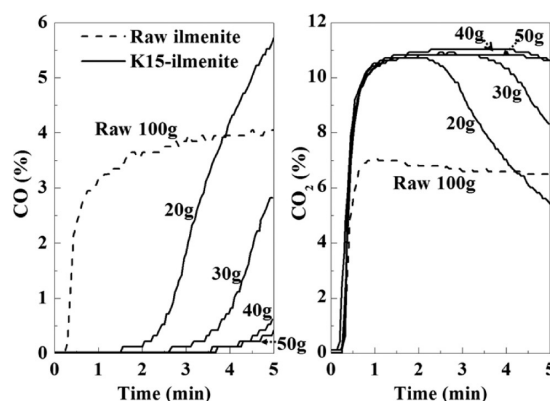 Raw ilmenite
K15-ilmenite
Raw 100g
20g
30g
40g
50g
CO (%)
6
5
4
3
2
1
0
0 1 2 3 4 5
Time (min)
40g
50g
30g
20g
Raw 100g
CO₂ (%)
12
10
8
6
4
2
0
0 1 2 3 4 5
Time (min)